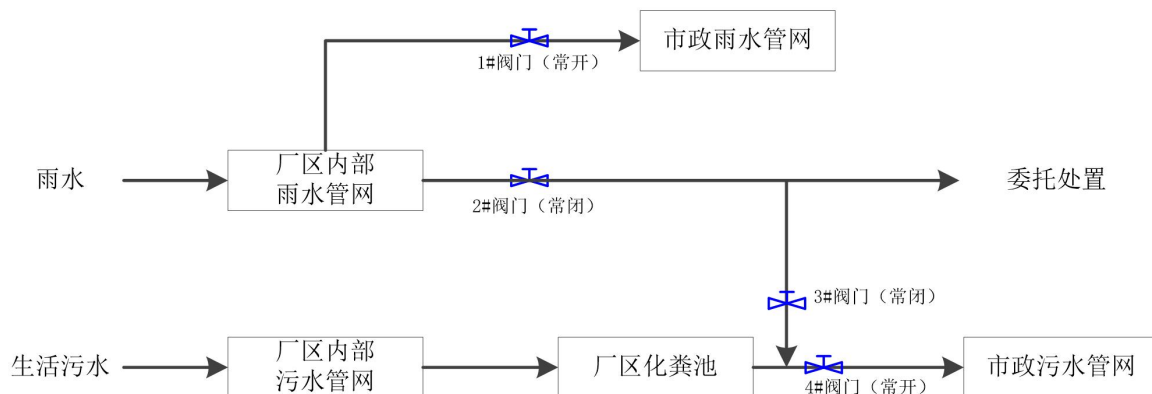 市政雨水管网
1#阀门（常开）
雨水
厂区内部
雨水管网
2#阀门（常闭）
委托处置
3#阀门（常闭）
生活污水
厂区内部
污水管网
厂区化粪池
4#阀门（常开）
市政污水管网